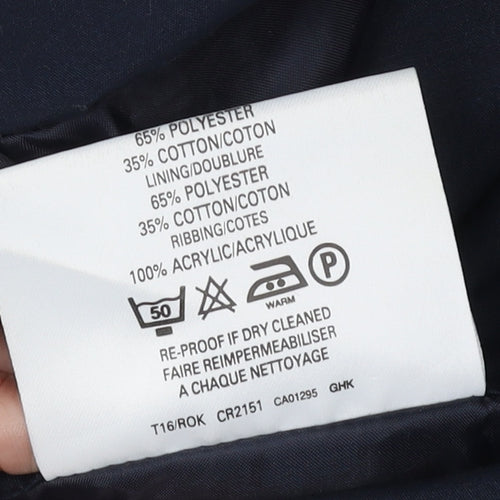 65% POLYESTER
35% COTTON/COTON
LINING/DOUBLURE
65% POLYESTER
35% COTTON/COTON
RIBBING/COTES
100% ACRYLIC/ACRYLIQUE
50 P
WARM
RE-PROOF IF DRY CLEANED
FAIRE REIMPERMEABILISER
A CHAQUE NETTOYAGE
T16/ROK CR2151 CA01295 GHK